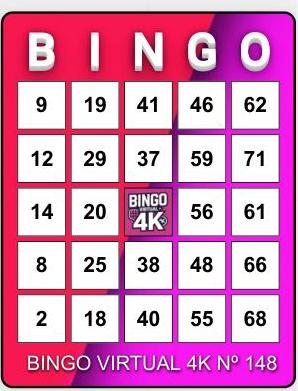 B I N G O
9 19 41 46 62
12 29 37 59 71
14 20 BINGO VIRTUAL 4K 56 61
8 25 38 48 66
2 18 40 55 68
BINGO VIRTUAL 4K Nº 148